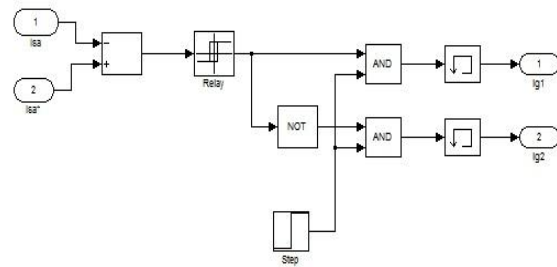 1
Isa
2
Isa*
−
+
Relay
NOT
AND
AND
Step
1
Ig1
2
Ig2